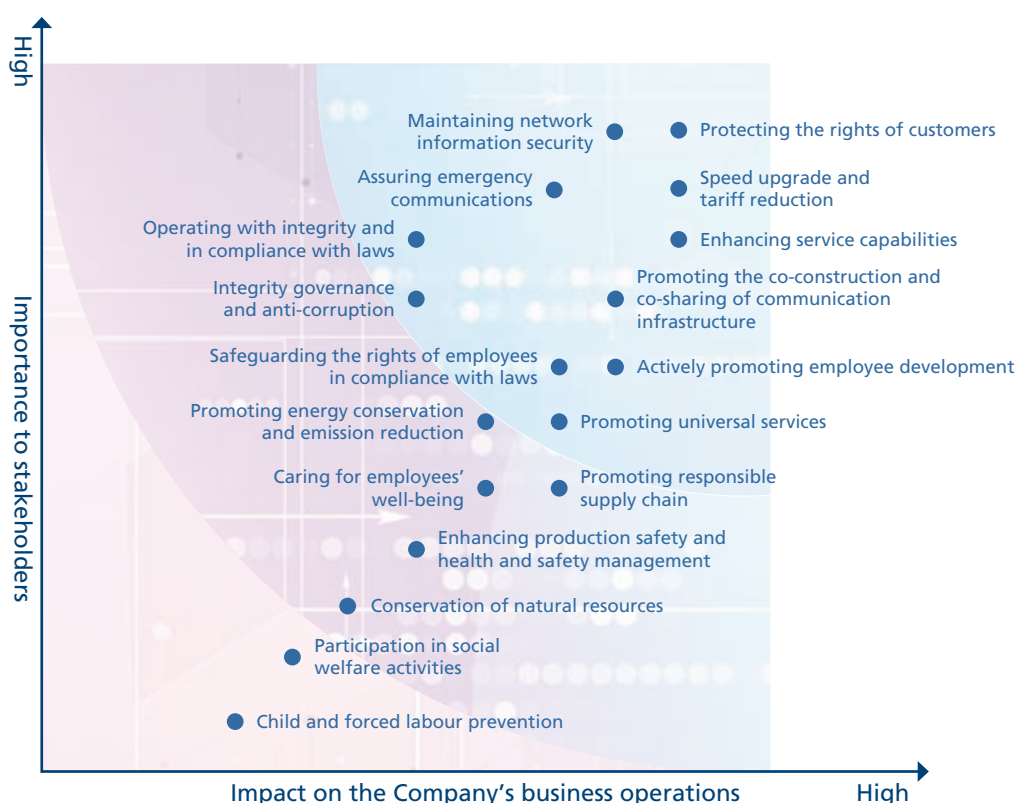 High
Importance to stakeholders
Maintaining network
information security
Protecting the rights of customers
Assuring emergency
communications
Speed upgrade and
tariff reduction
Operating with integrity and
in compliance with laws
Enhancing service capabilities
Integrity governance
and anti-corruption
Promoting the co-construction and
co-sharing of communication
infrastructure
Safeguarding the rights of employees
in compliance with laws
Actively promoting employee development
Promoting energy conservation
and emission reduction
Promoting universal services
Caring for employees’
well-being
Promoting responsible
supply chain
Enhancing production safety and
health and safety management
Conservation of natural resources
Participation in social
welfare activities
Child and forced labour prevention
Impact on the Company’s business operations
High